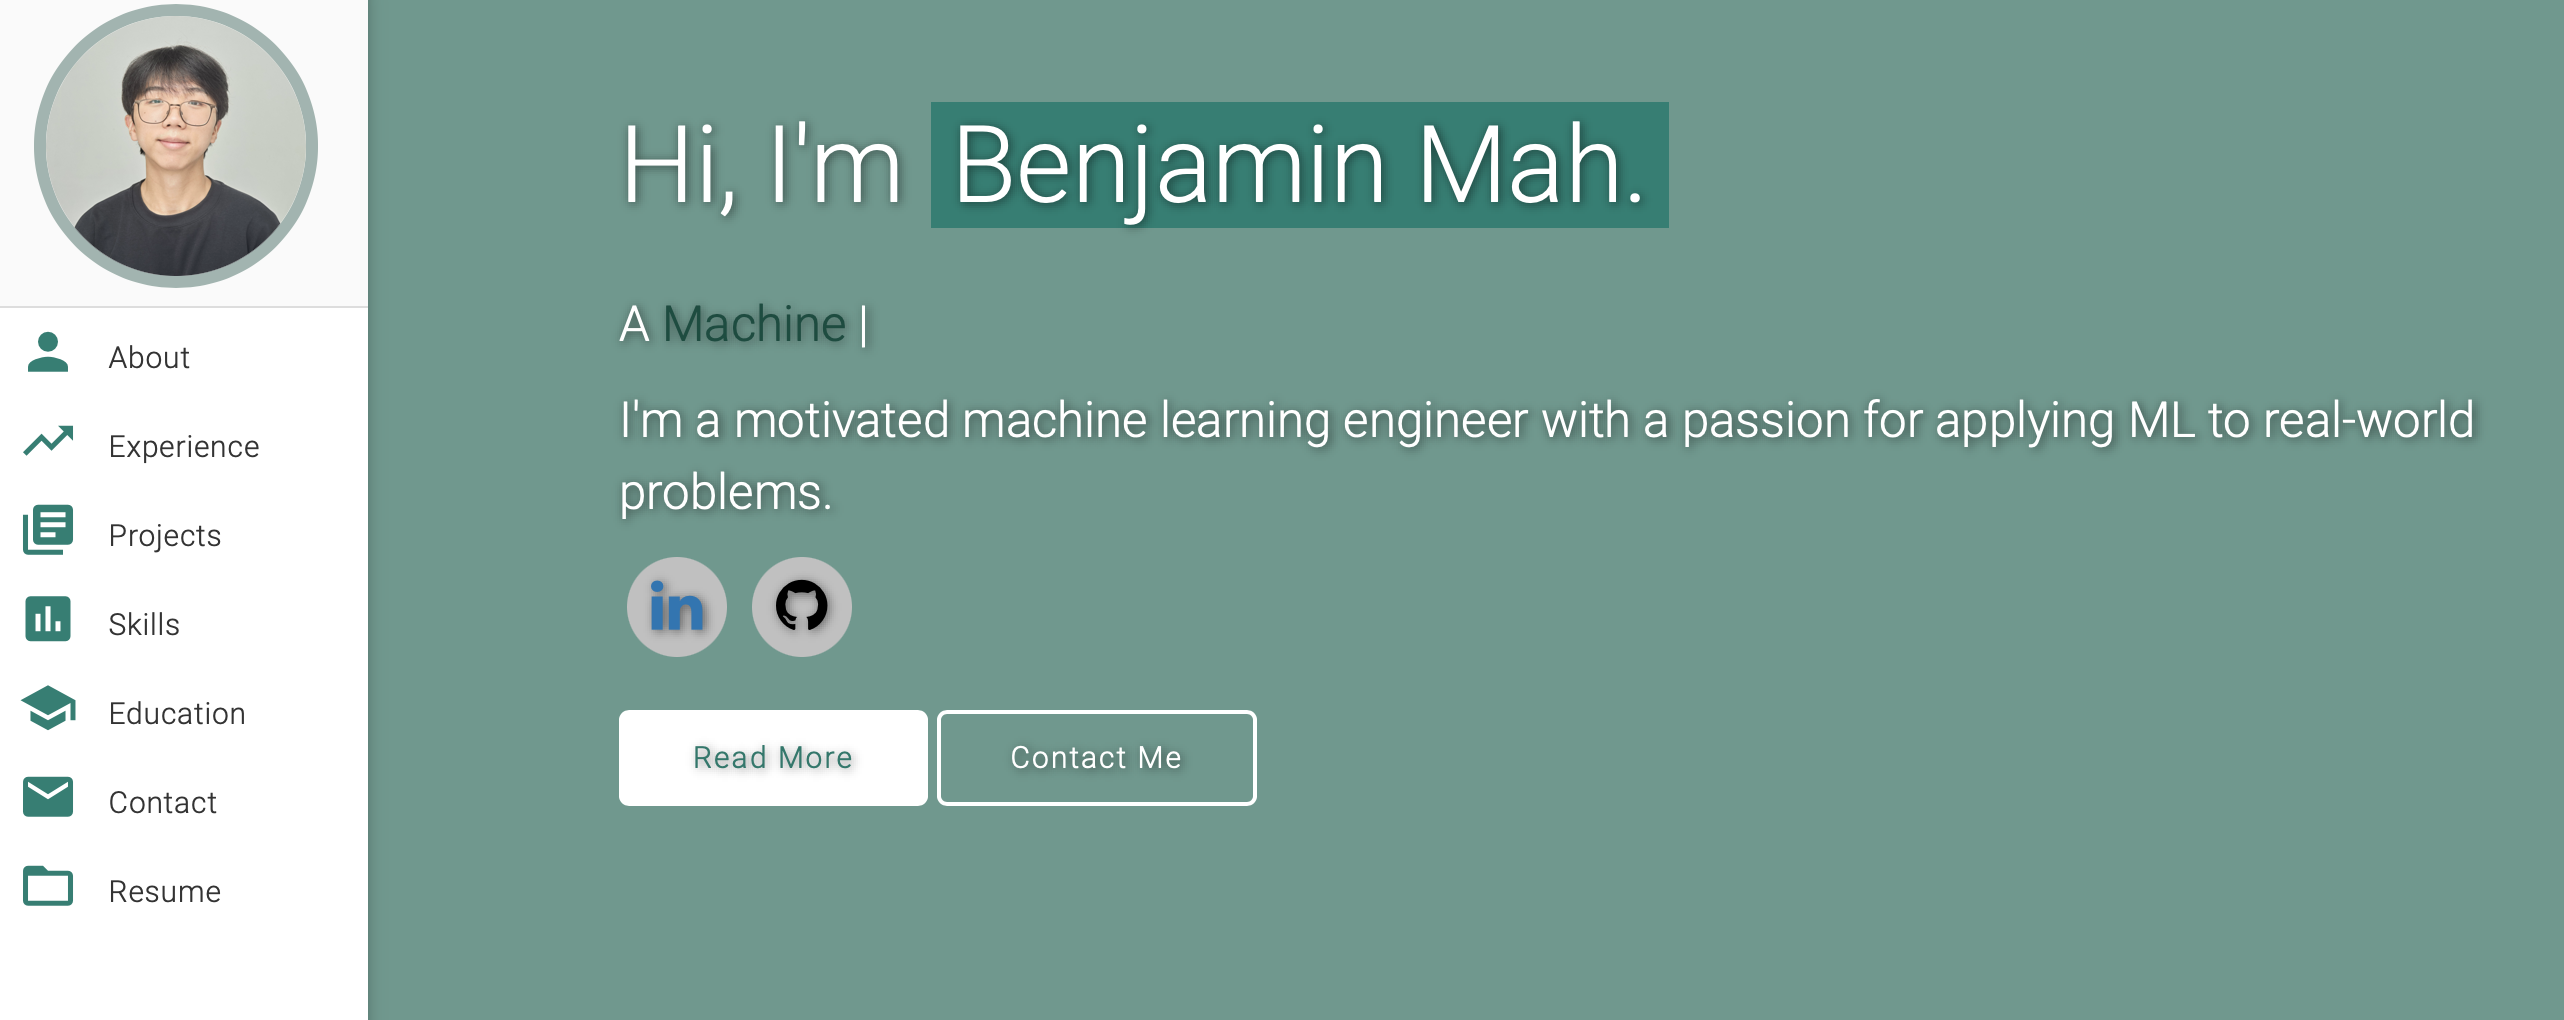 Hi, I'm Benjamin Mah.
A Machine |
I'm a motivated machine learning engineer with a passion for applying ML to real-world
problems.
in
Read More
Contact Me
About
Experience
Projects
Skills
Education
Contact
Resume